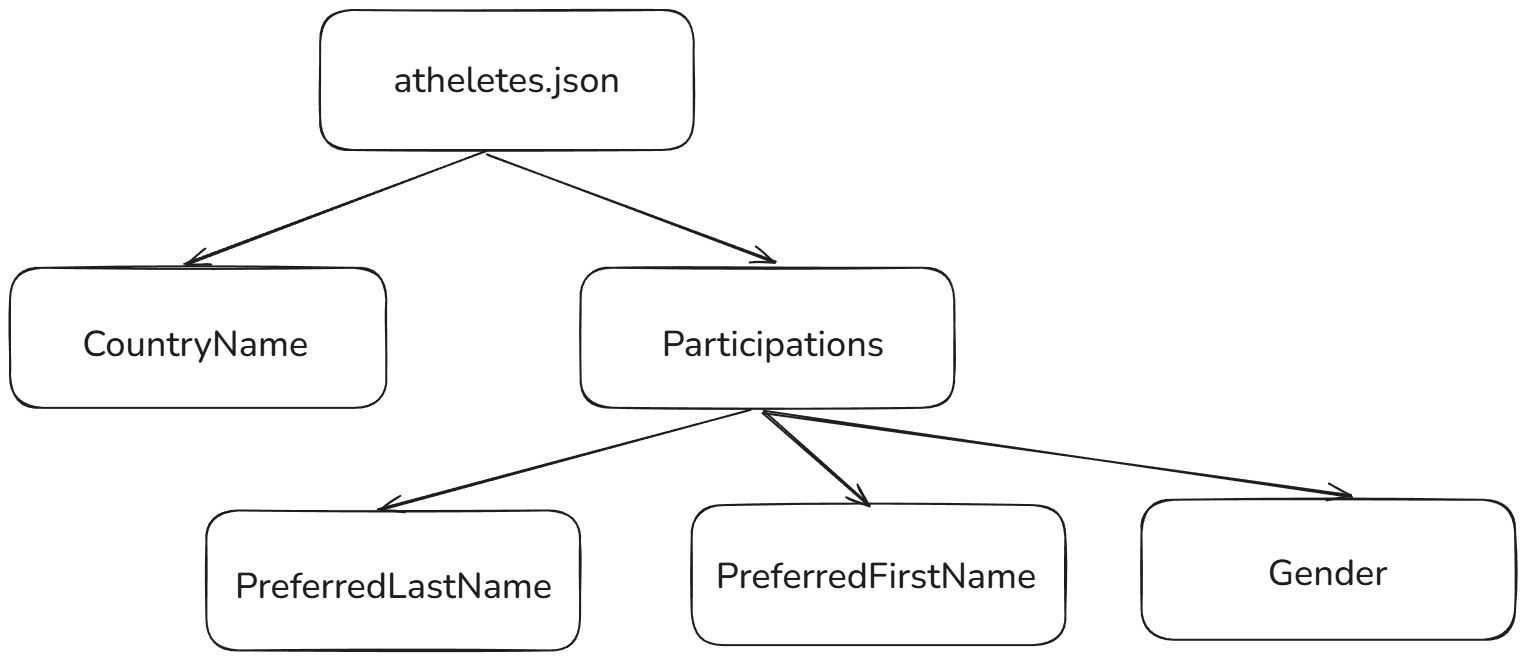 atheletes.json
CountryName
Participations
PreferredLastName
PreferredFirstName
Gender